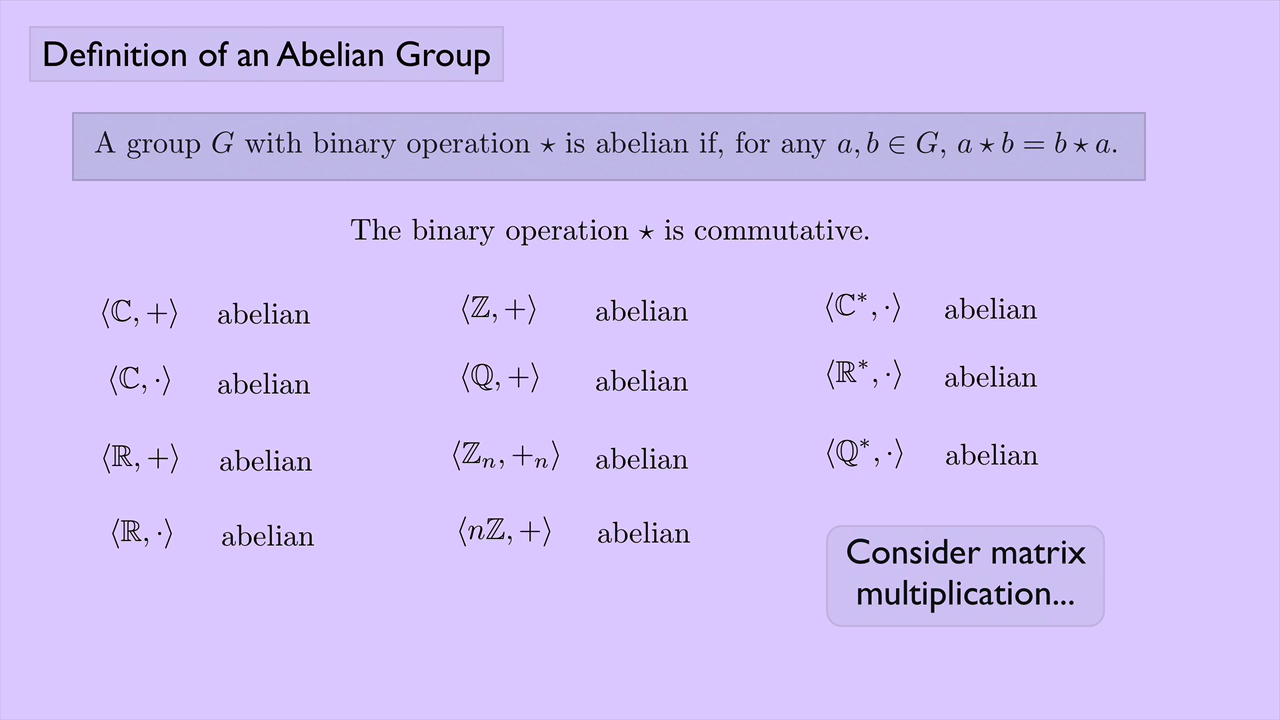 Definition of an Abelian Group
A group G with binary operation ⋆ is abelian if, for any a, b ∈ G, a ⋆ b = b ⋆ a.
The binary operation ⋆ is commutative.
⟨ℂ, +⟩ abelian
⟨ℂ, ·⟩ abelian
⟨ℝ, +⟩ abelian
⟨ℝ, ·⟩ abelian
⟨ℤ, +⟩ abelian
⟨ℚ, +⟩ abelian
⟨ℤₙ, +ₙ⟩ abelian
⟨nℤ, +⟩ abelian
⟨ℂ*, ·⟩ abelian
⟨ℝ*, ·⟩ abelian
⟨ℚ*, ·⟩ abelian
Consider matrix
multiplication...